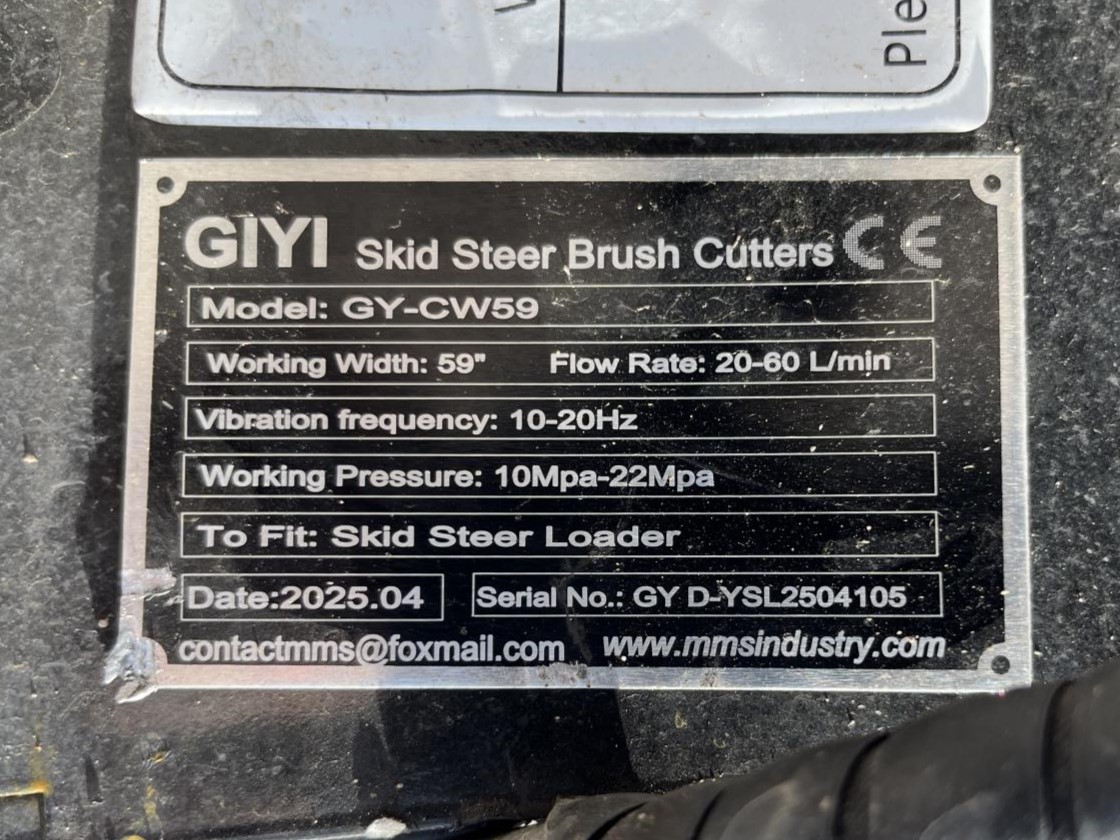 Ple
GIYI Skid Steer Brush Cutters CE
Model: GY-CW59
Working Width: 59" Flow Rate: 20-60 L/min
Vibration frequency: 10-20Hz
Working Pressure: 10Mpa-22Mpa
To Fit: Skid Steer Loader
Date:2025.04 Serial No.: GY D-YSL2504105
contactmms@foxmail.com www.mmsindustry.com